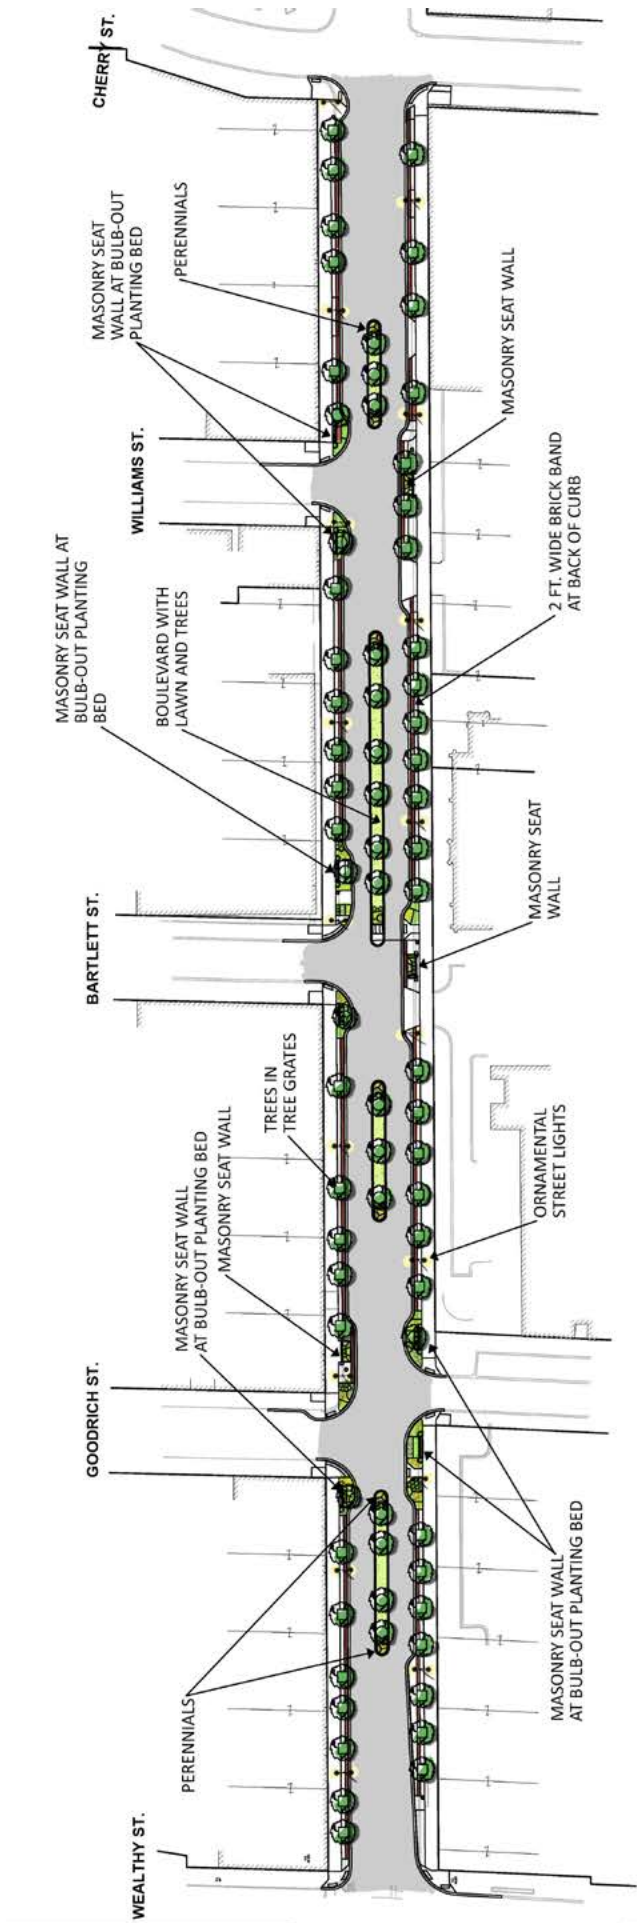 CHERRY ST.
MASONRY SEAT
WALL AT BULB-OUT
PLANTING BED
PERENNIALS
MASONRY SEAT WALL
WILLIAMS ST.
2 FT. WIDE BRICK BAND
AT BACK OF CURB
MASONRY SEAT WALL AT
BULB-OUT PLANTING
BED
BOULEVARD WITH
LAWN AND TREES
MASONRY SEAT
WALL
BARTLETT ST.
TREES IN
TREE GRATES
ORNAMENTAL
STREET LIGHTS
MASONRY SEAT WALL
AT BULB-OUT PLANTING BED
MASONRY SEAT WALL
GOODRICH ST.
MASONRY SEAT WALL
AT BULB-OUT PLANTING BED
PERENNIALS
WEALTHY ST.